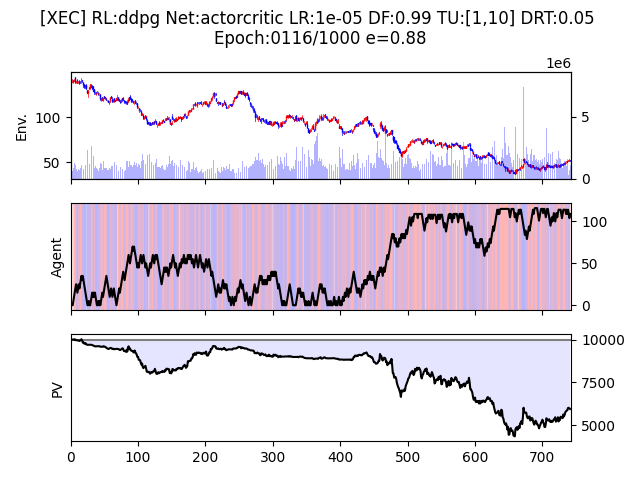 [XEC] RL:ddpg Net:actorcritic LR:1e-05 DF:0.99 TU:[1,10] DRT:0.05
Epoch:0116/1000 e=0.88
1e6
Env.
100
50
5
0
Agent
100
50
0
PV
10000
7500
5000
0 100 200 300 400 500 600 700